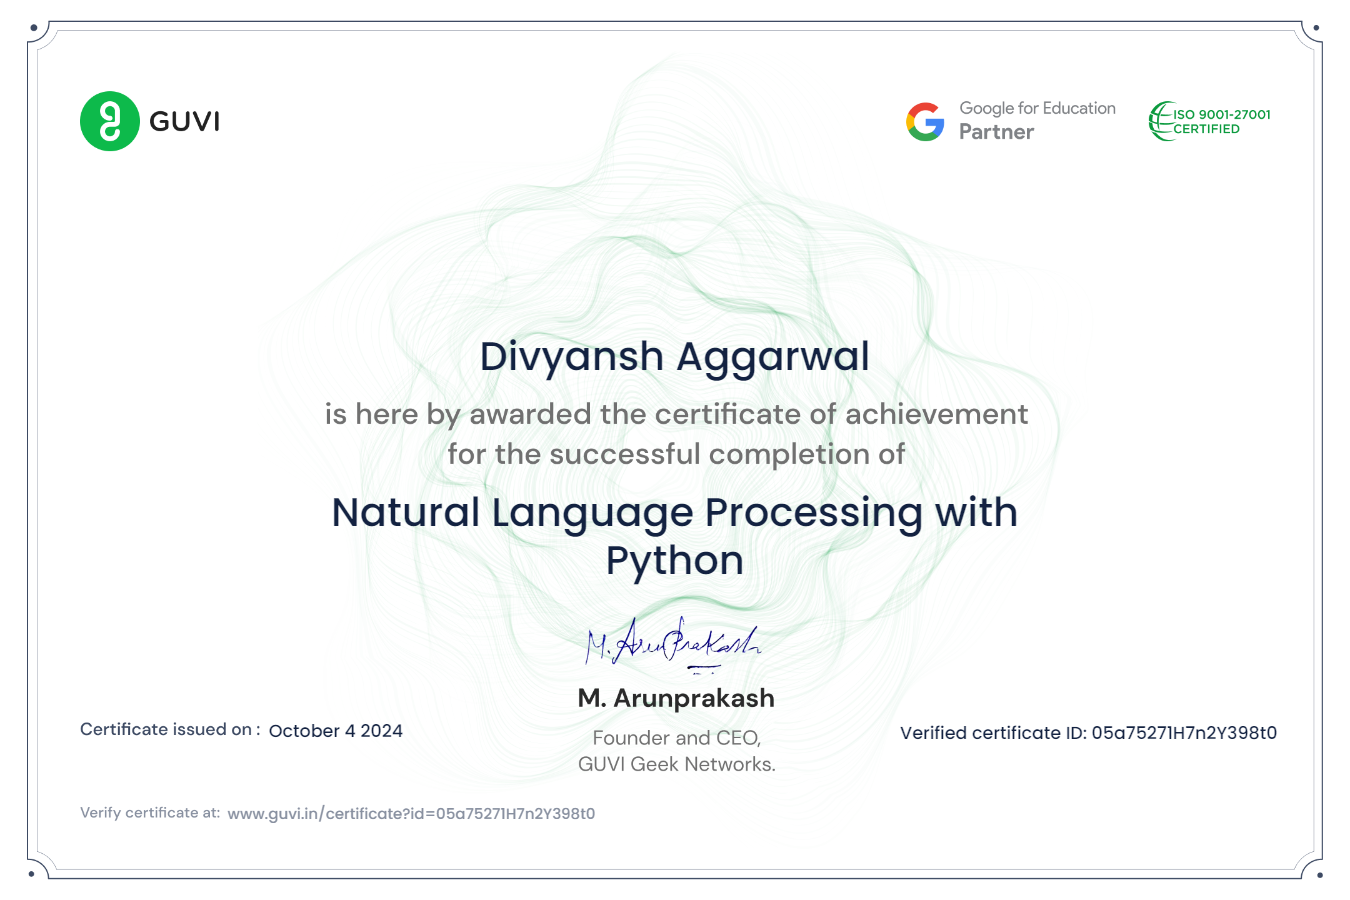 GUVI
Google for Education
Partner
ISO 9001-27001
CERTIFIED
Divyansh Aggarwal
is here by awarded the certificate of achievement
for the successful completion of
Natural Language Processing with
Python
M. Arunprakash
M. Arunprakash
Founder and CEO,
GUVI Geek Networks.
Certificate issued on : October 4 2024
Verified certificate ID: 05a75271H7n2Y398t0
Verify certificate at: www.guvi.in/certificate?id=05a75271H7n2Y398t0